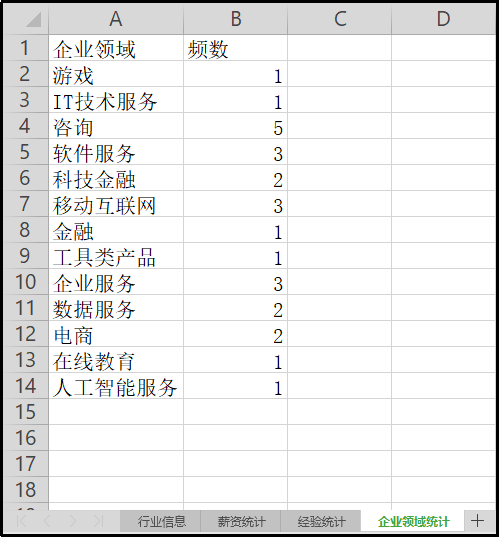 A B C D
1 企业领域 频数
2 游戏 1
3 IT技术服务 1
4 咨询 5
5 软件服务 3
6 科技金融 2
7 移动互联网 3
8 金融 1
9 工具类产品 1
10 企业服务 3
11 数据服务 2
12 电商 2
13 在线教育 1
14 人工智能服务 1
15
16
17
18
行业信息 薪资统计 经验统计 企业领域统计